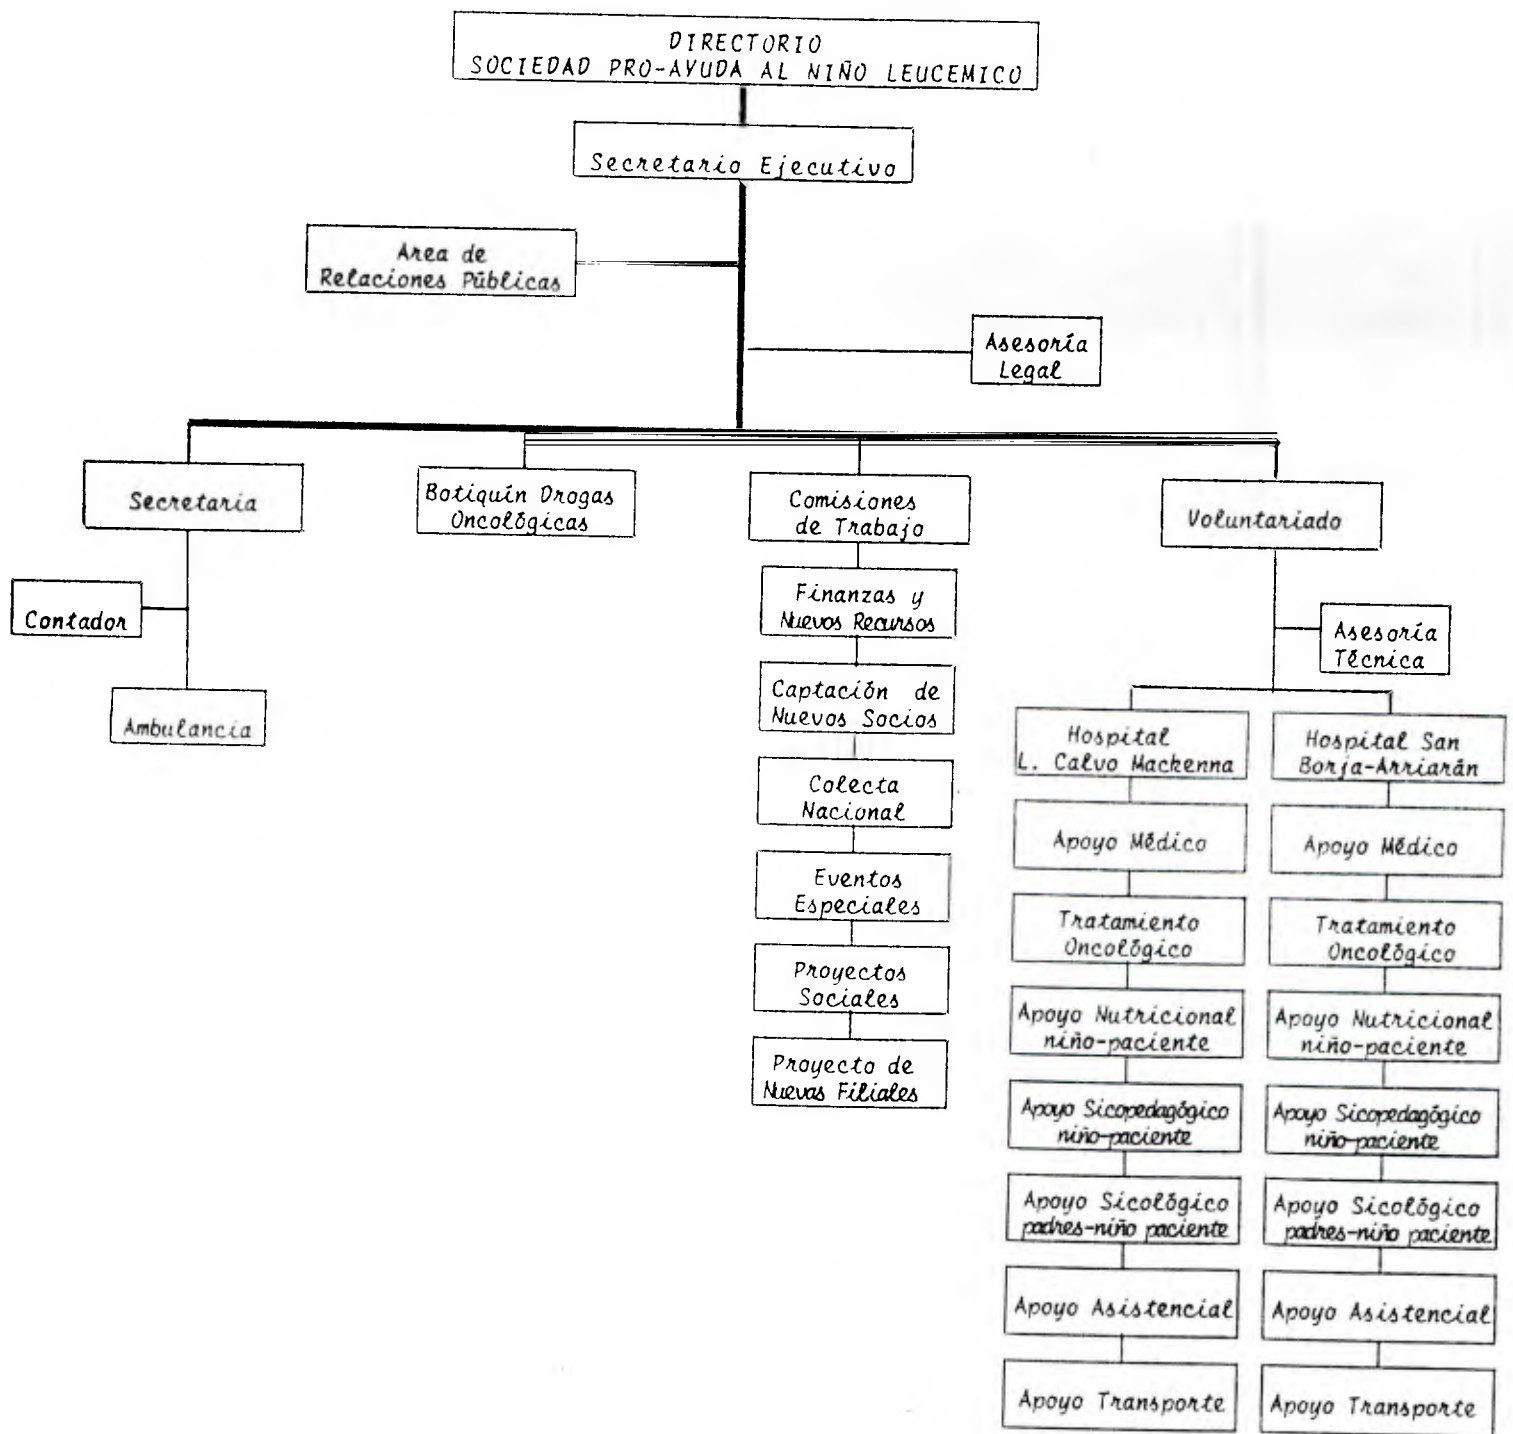 DIRECTORIO
SOCIEDAD PRO-AYUDA AL NIÑO LEUCEMICO
Secretario Ejecutivo
Area de
Relaciones Públicas
Asesoría
Legal
Secretaria
Botiquín Drogas
Oncológicas
Comisiones
de Trabajo
Voluntariado
Contador
Ambulancia
Finanzas y
Nuevos Recursos
Captación de
Nuevos Socios
Colecta
Nacional
Eventos
Especiales
Proyectos
Sociales
Proyecto de
Nuevas Filiales
Asesoría
Técnica
Hospital
L. Calvo Mackenna
Apoyo Médico
Tratamiento
Oncológico
Apoyo Nutricional
niño-paciente
Apoyo Sicopedagógico
niño-paciente
Apoyo Sicológico
padres-niño paciente
Apoyo Asistencial
Apoyo Transporte
Hospital San
Borja-Arriarán
Apoyo Médico
Tratamiento
Oncológico
Apoyo Nutricional
niño-paciente
Apoyo Sicopedagógico
niño-paciente
Apoyo Sicológico
padres-niño paciente
Apoyo Asistencial
Apoyo Transporte